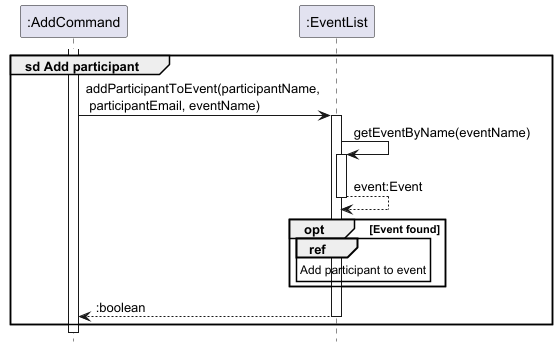 :AddCommand
:EventList
sd Add participant
addParticipantToEvent(participantName,
participantEmail, eventName)
getEventByName(eventName)
event:Event
opt
[Event found]
ref
Add participant to event
:boolean